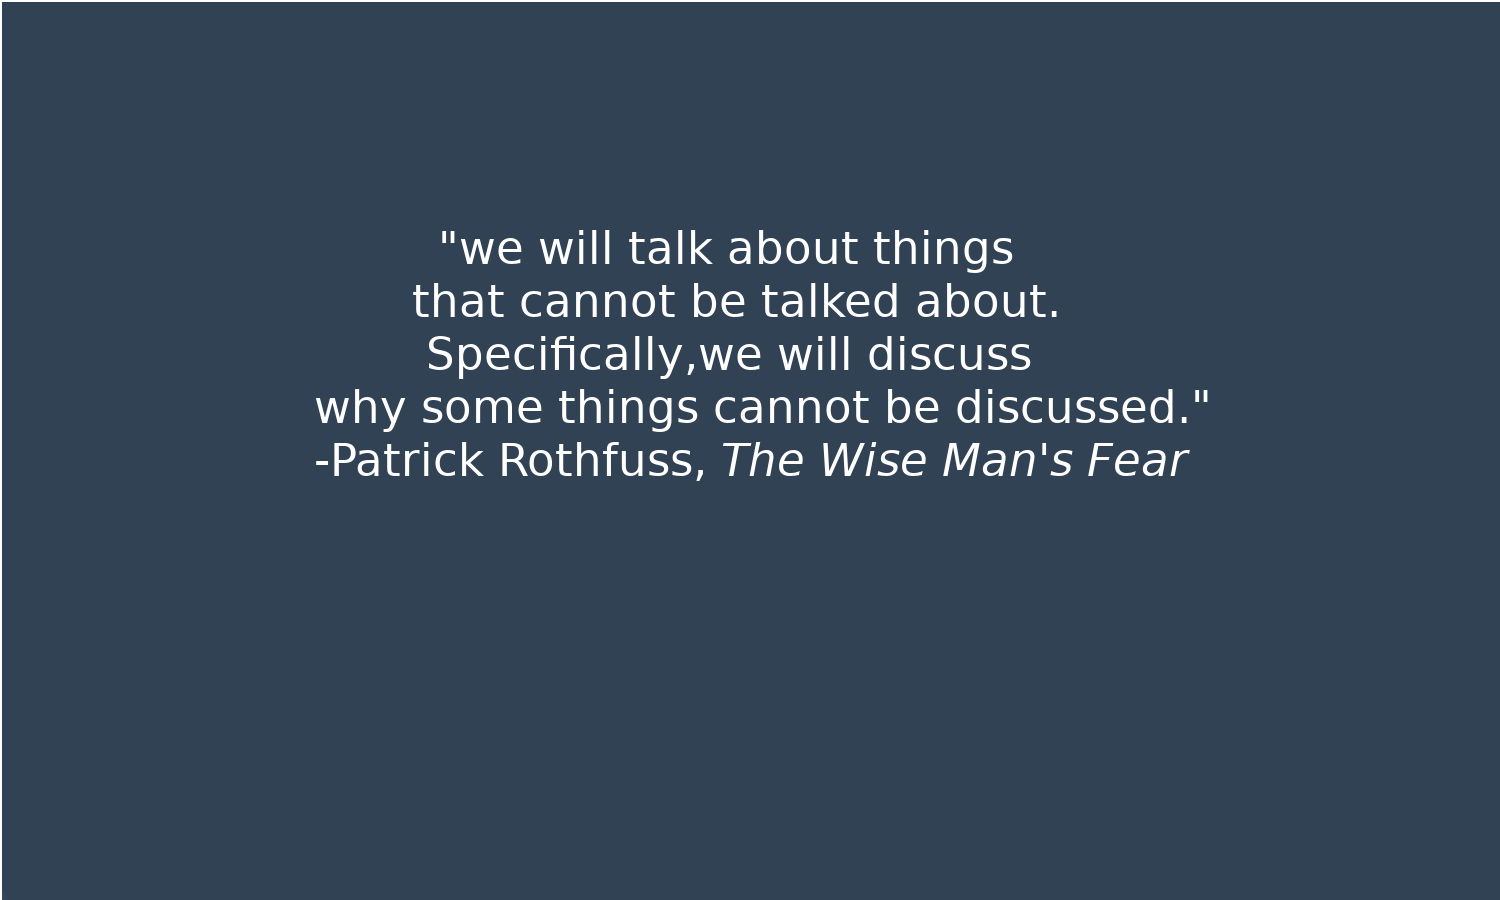 "we will talk about things
that cannot be talked about.
Specifically,we will discuss
why some things cannot be discussed."
-Patrick Rothfuss, The Wise Man's Fear